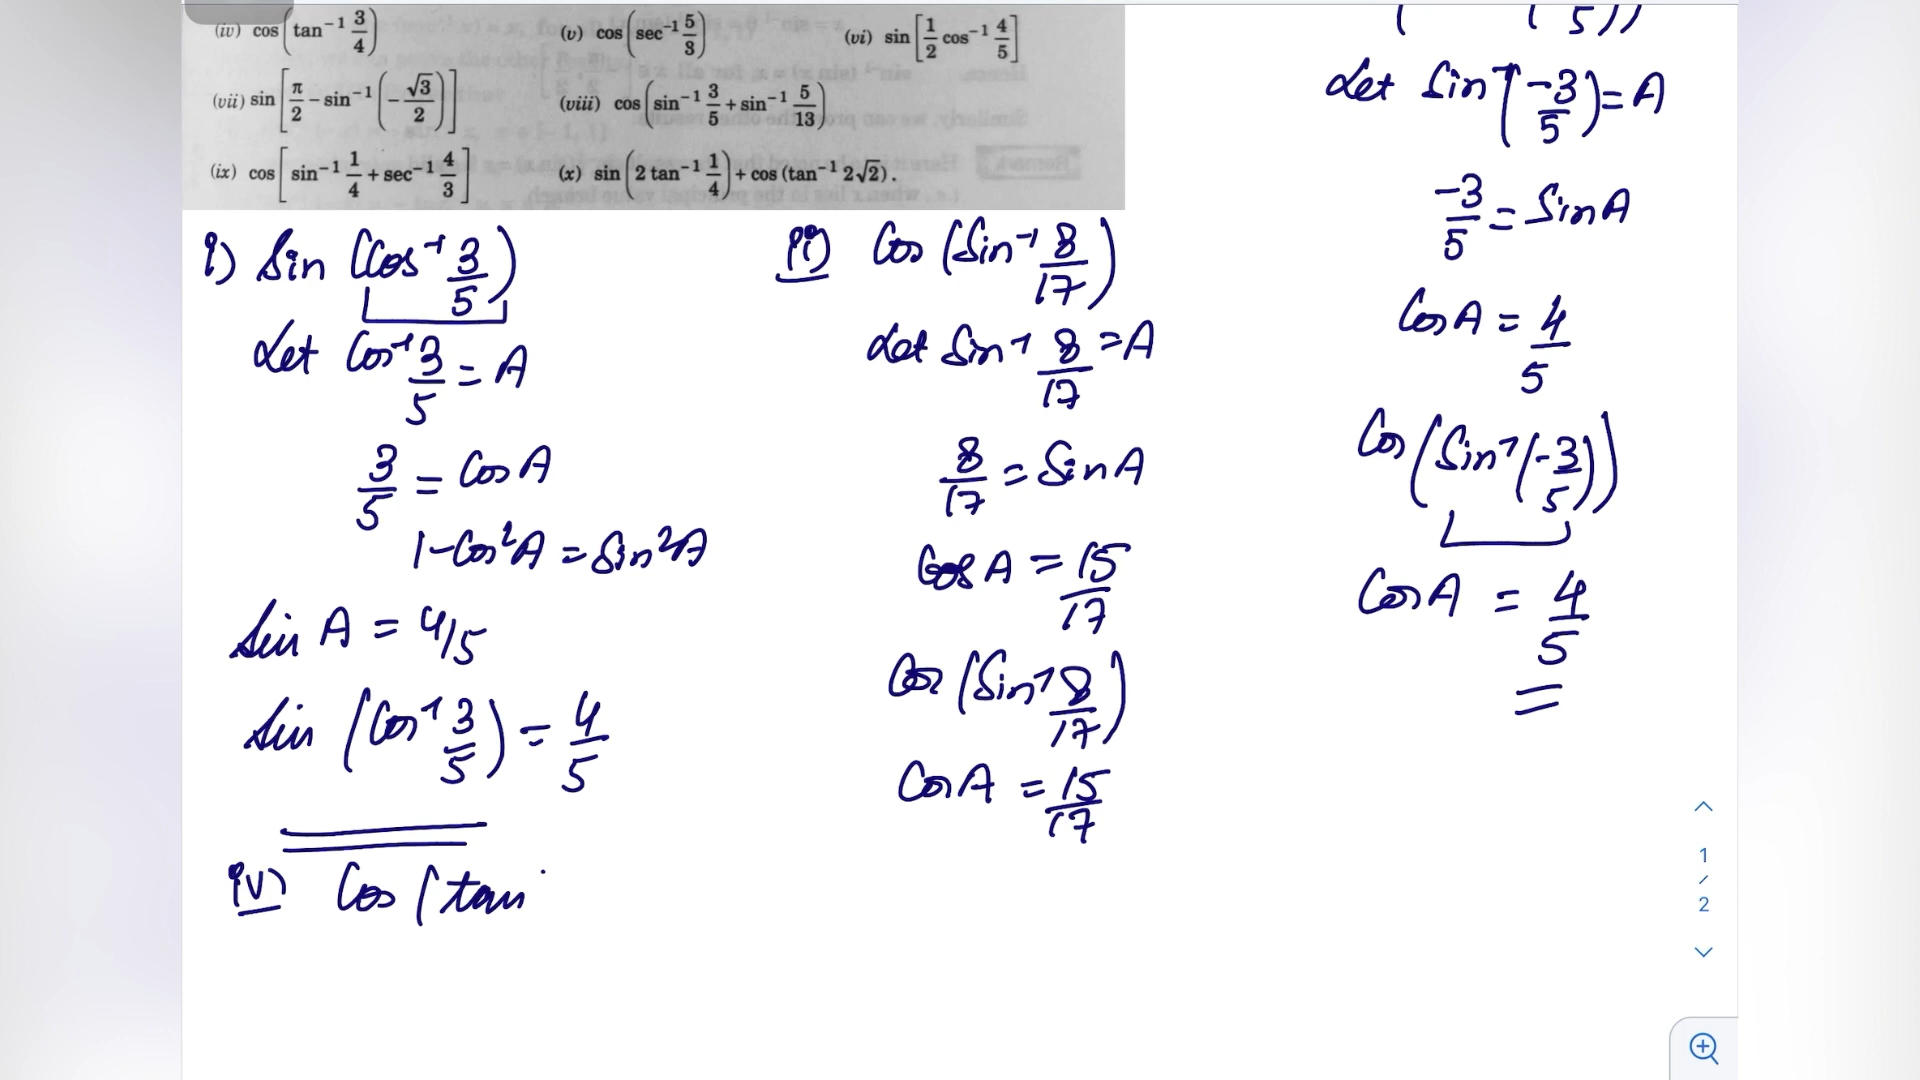 (iv) cos (tan⁻¹ 3/4) (v) cos (sec⁻¹ 5/3) (vi) sin [1/2 cos⁻¹ 4/5]
(vii) sin [π/2 – sin⁻¹ (–√3/2)] (viii) cos (sin⁻¹ 3/5 + sin⁻¹ 5/13)
(ix) cos [sin⁻¹ 1/4 + sec⁻¹ 4/3] (x) sin (2 tan⁻¹ 1/4) + cos (tan⁻¹ 2√2).
i) Sin (Cos⁻¹ 3/5)
Let Cos⁻¹ 3/5 = A
3/5 = Cos A
1-Cos²A = Sin²A
Sin A = 4/5
Sin (Cos⁻¹ 3/5) = 4/5
iv) Cos (tan
ii) Cos (Sin⁻¹ 8/17)
Let Sin⁻¹ 8/17 = A
8/17 = Sin A
Cos A = 15/17
Cos (Sin⁻¹ 8/17)
Cos A = 15/17
5))
Let Sin⁻¹(-3/5) = A
-3/5 = Sin A
Cos A = 4/5
Cos (Sin⁻¹(-3/5))
Cos A = 4/5
1
/
2